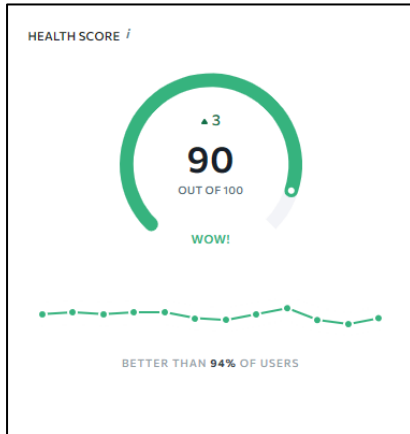 HEALTH SCORE i
▲3
90
OUT OF 100
WOW!
BETTER THAN 94% OF USERS